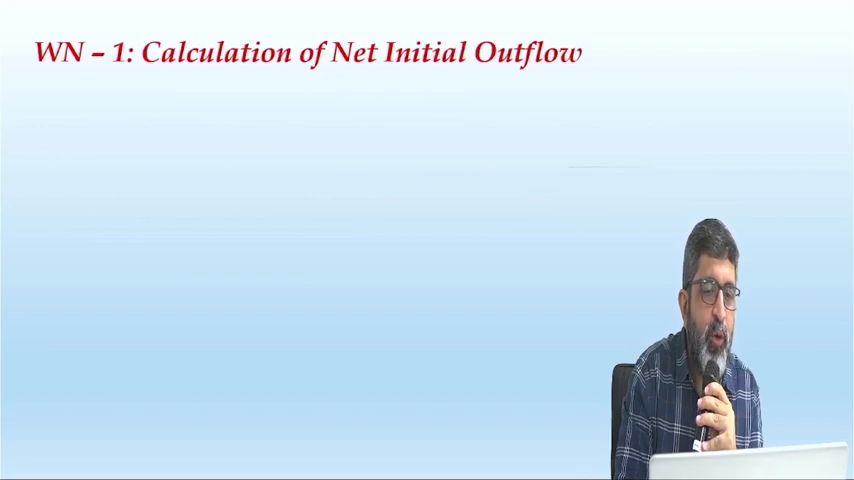 WN – 1: Calculation of Net Initial Outflow